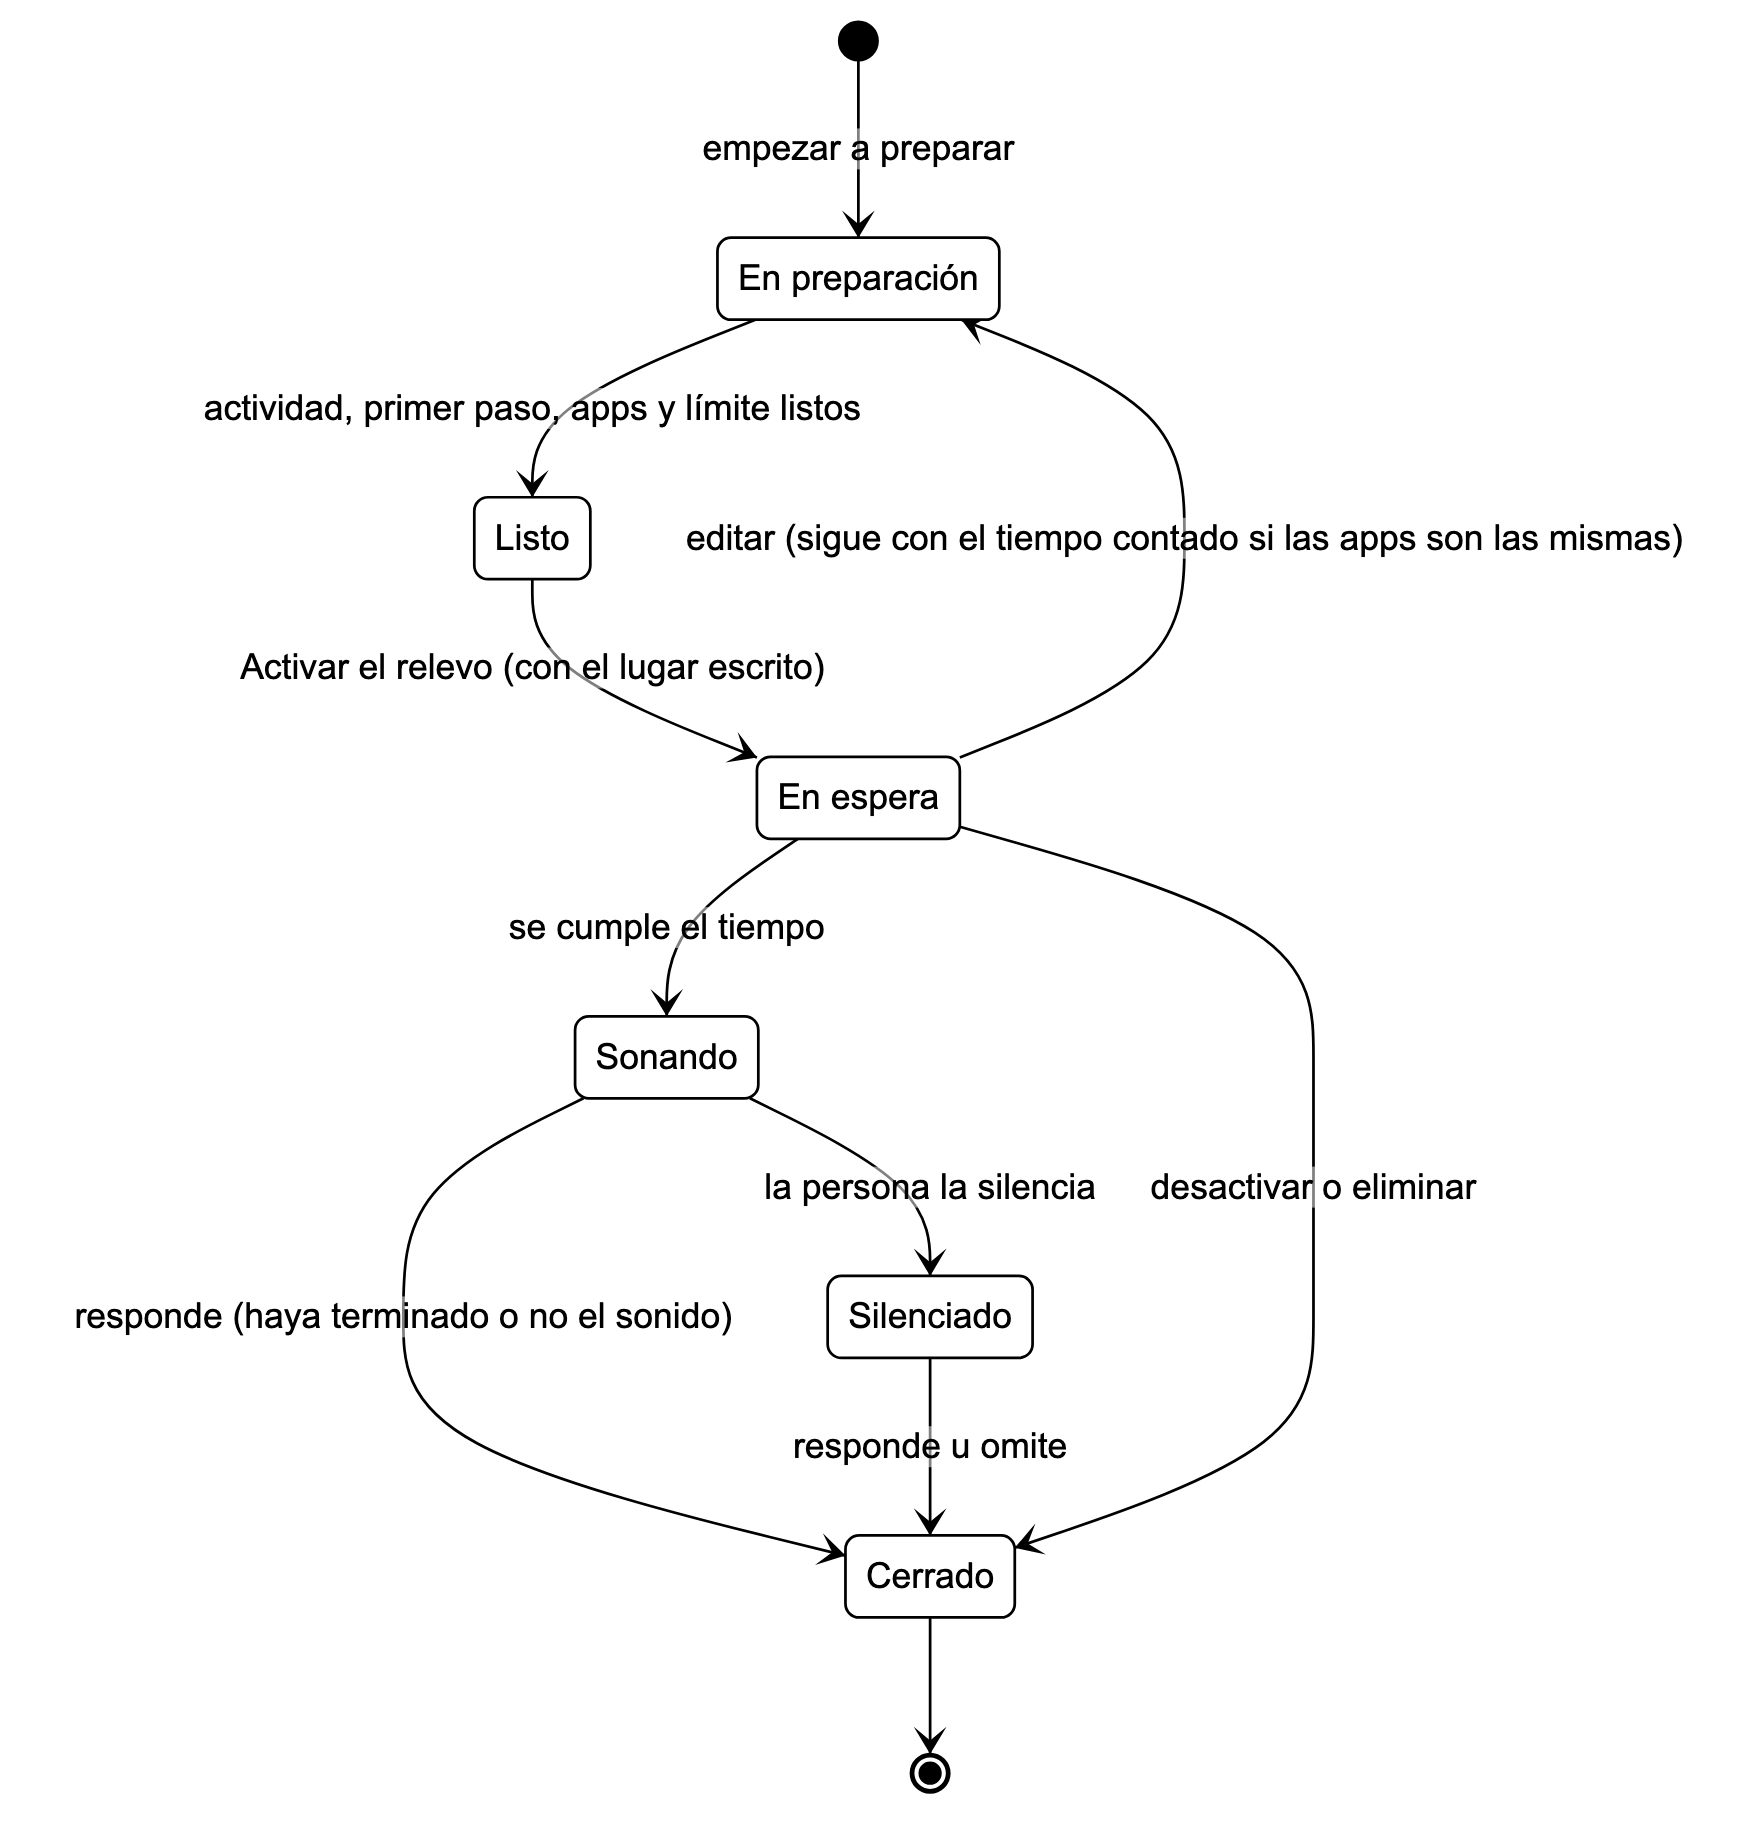 empezar a preparar
En preparación
actividad, primer paso, apps y límite listos
Listo
editar (sigue con el tiempo contado si las apps son las mismas)
Activar el relevo (con el lugar escrito)
En espera
se cumple el tiempo
Sonando
la persona la silencia
desactivar o eliminar
responde (haya terminado o no el sonido)
Silenciado
responde u omite
Cerrado